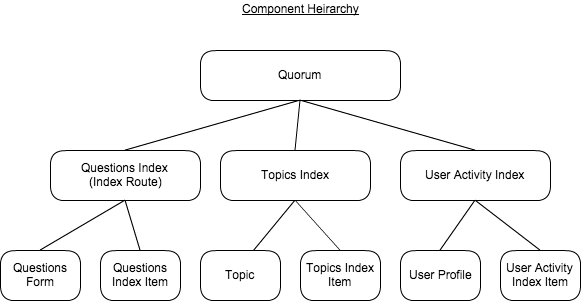 Component Heirarchy
Quorum
Questions Index
(Index Route)
Topics Index
User Activity Index
Questions
Form
Questions
Index Item
Topic
Topics Index
Item
User Profile
User Activity
Index Item